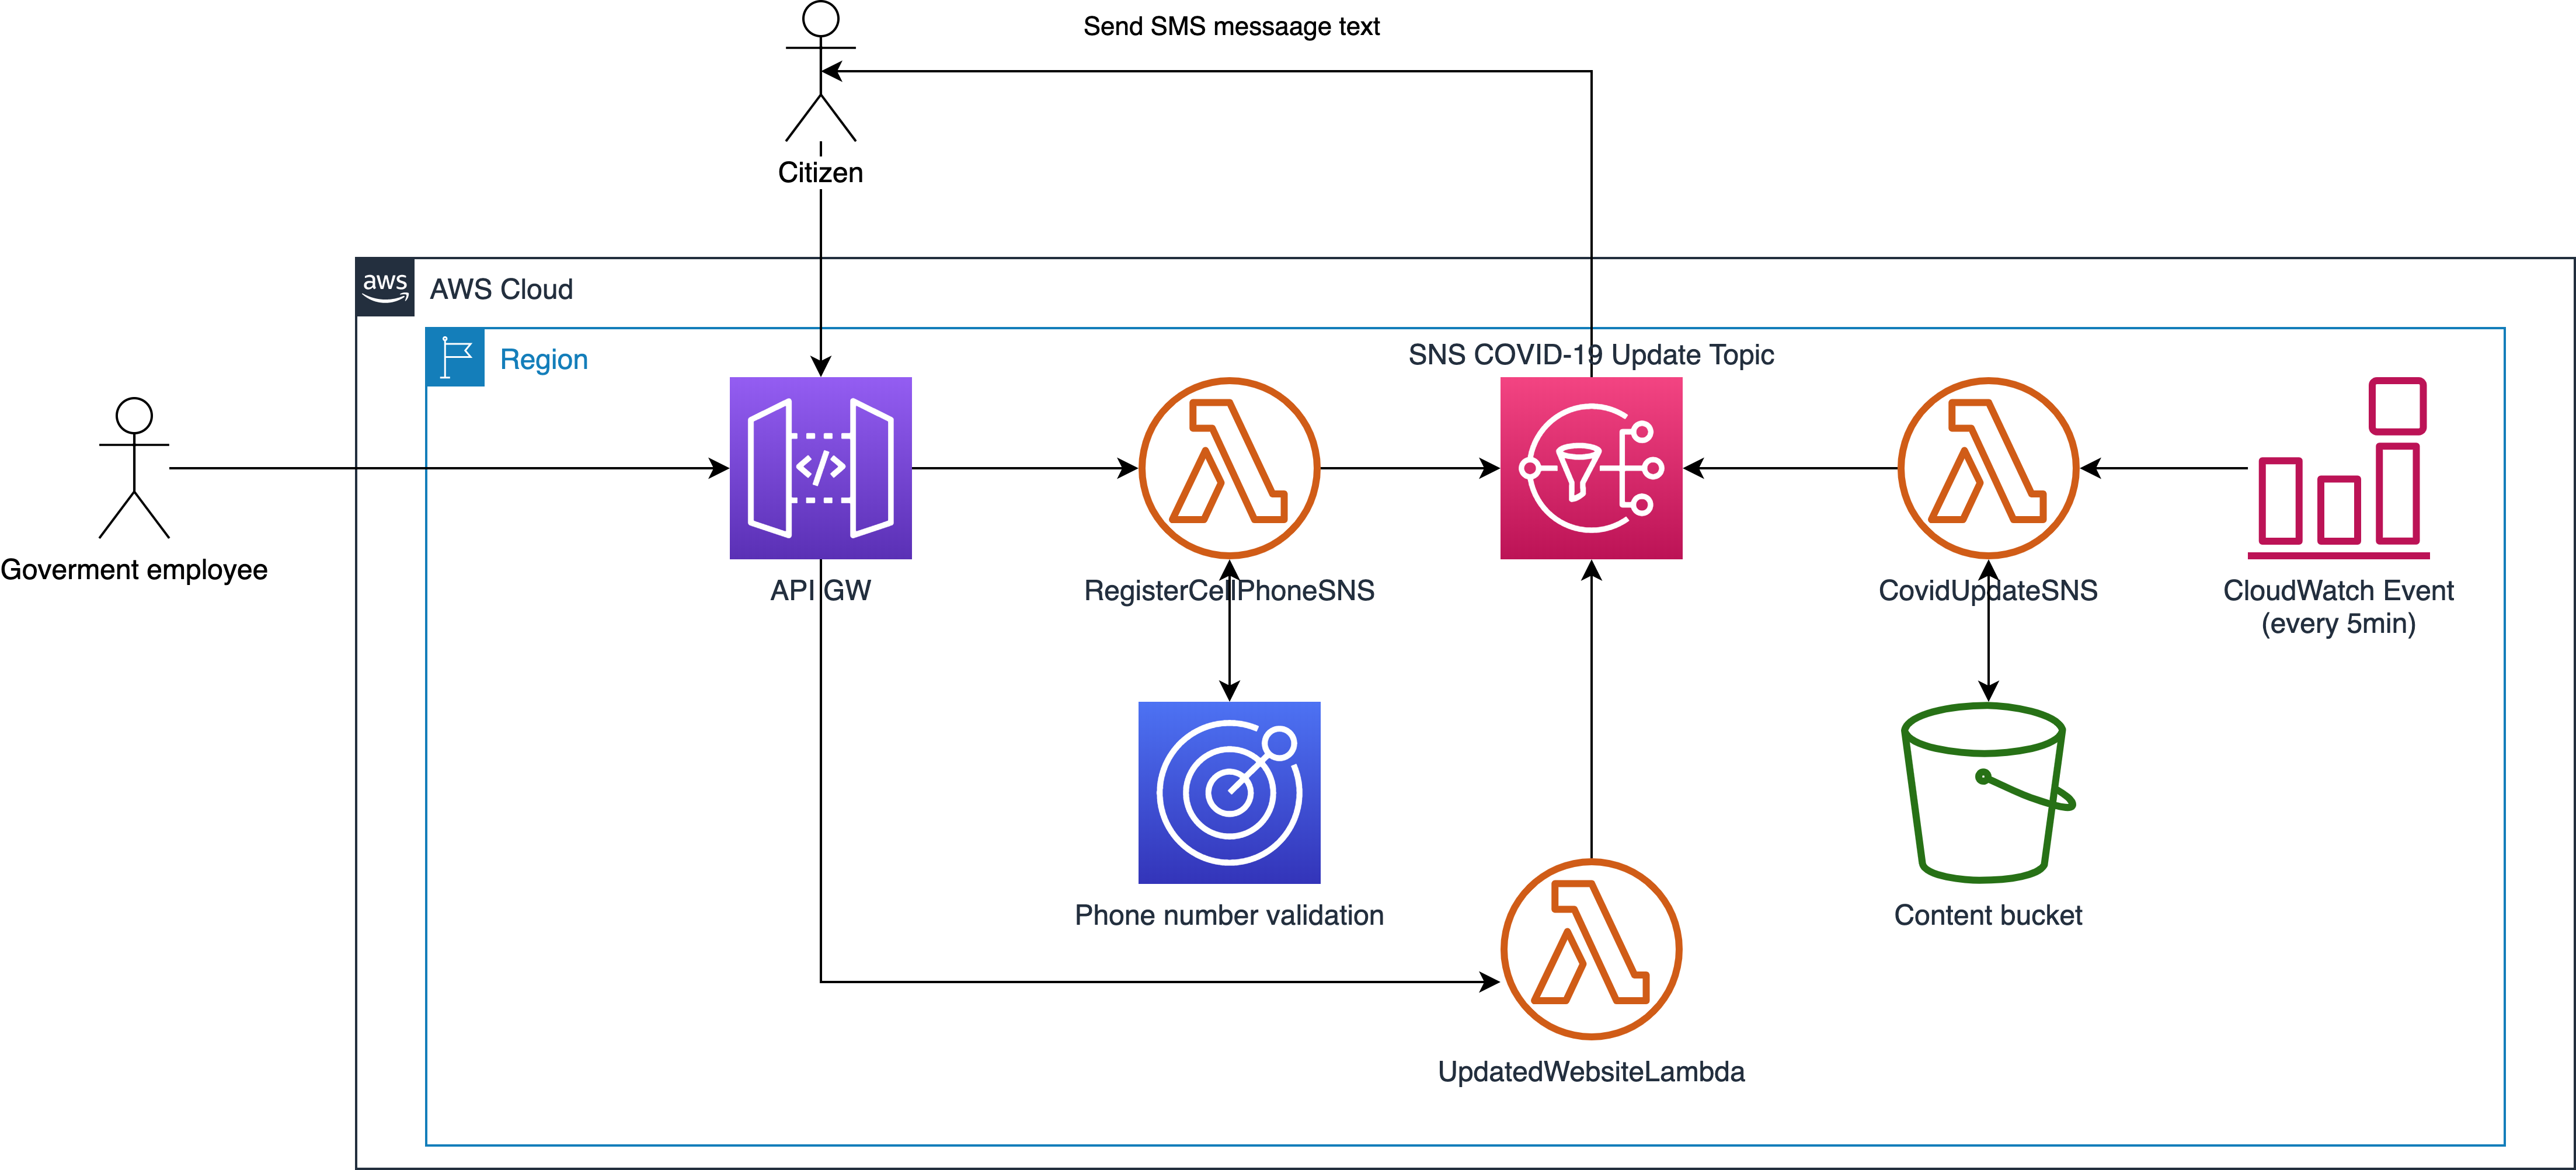 Send SMS messaage text
Citizen
aws
AWS Cloud
Region
SNS COVID-19 Update Topic
</>
Goverment employee
API GW
RegisterCellPhoneSNS
CovidUpdateSNS
CloudWatch Event
(every 5min)
Phone number validation
Content bucket
UpdatedWebsiteLambda